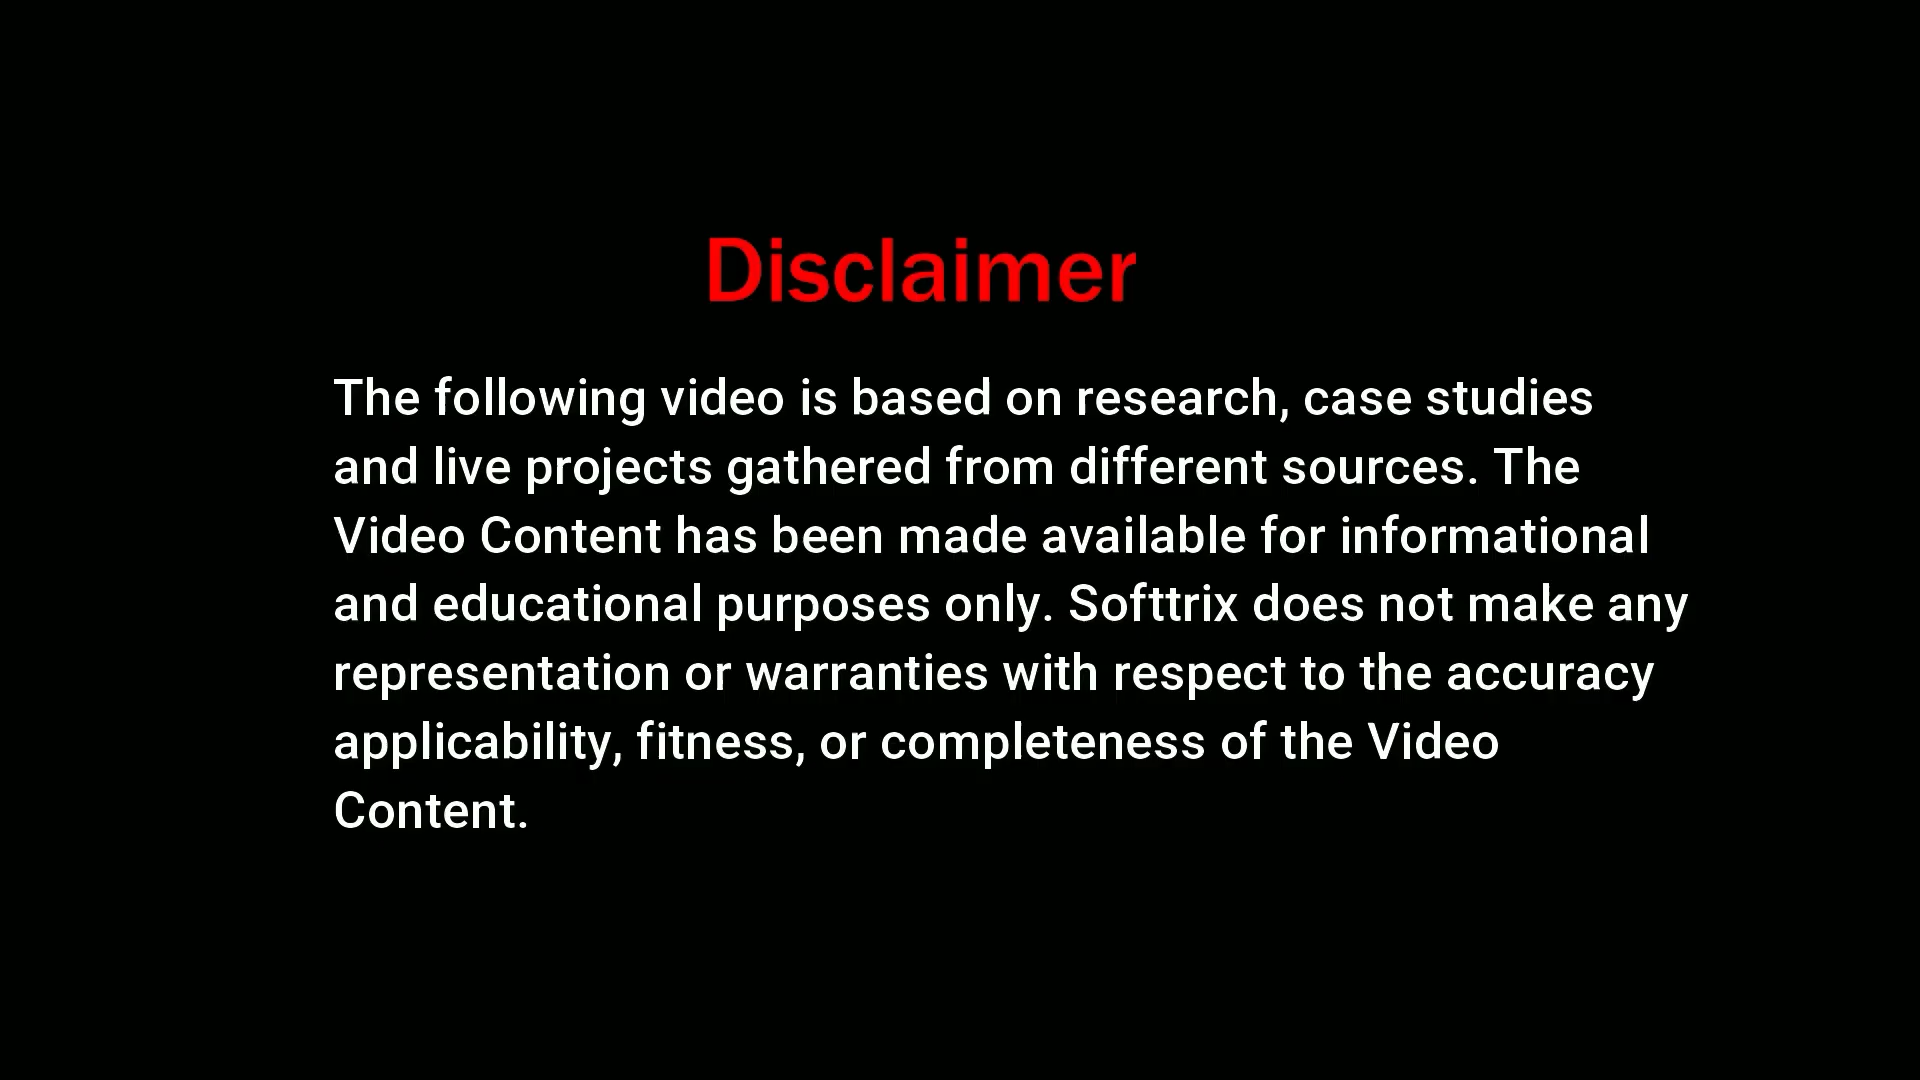 Disclaimer
The following video is based on research, case studies
and live projects gathered from different sources. The
Video Content has been made available for informational
and educational purposes only. Softtrix does not make any
representation or warranties with respect to the accuracy
applicability, fitness, or completeness of the Video
Content.